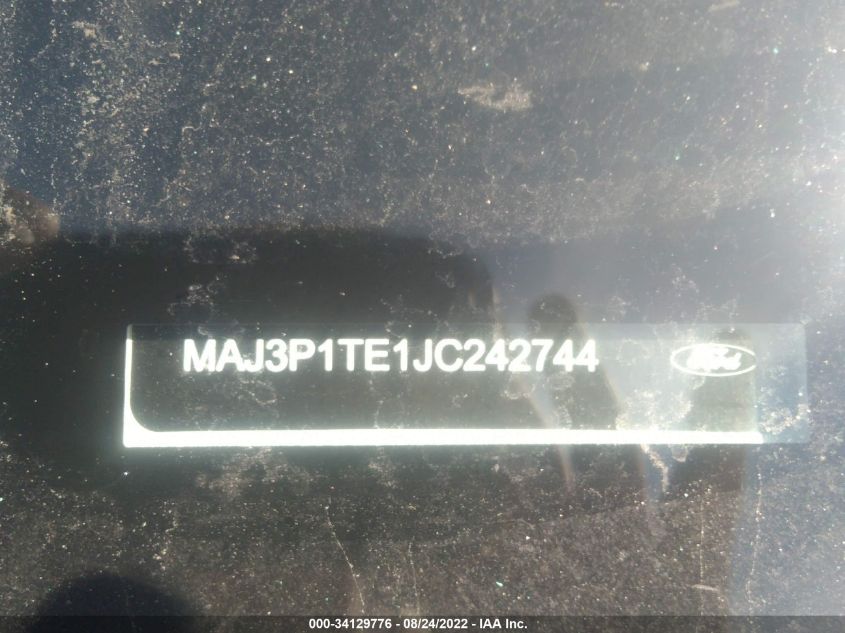 MAJ3P1TE1JC242744 Ford
000-34129776 - 08/24/2022 - IAA Inc.